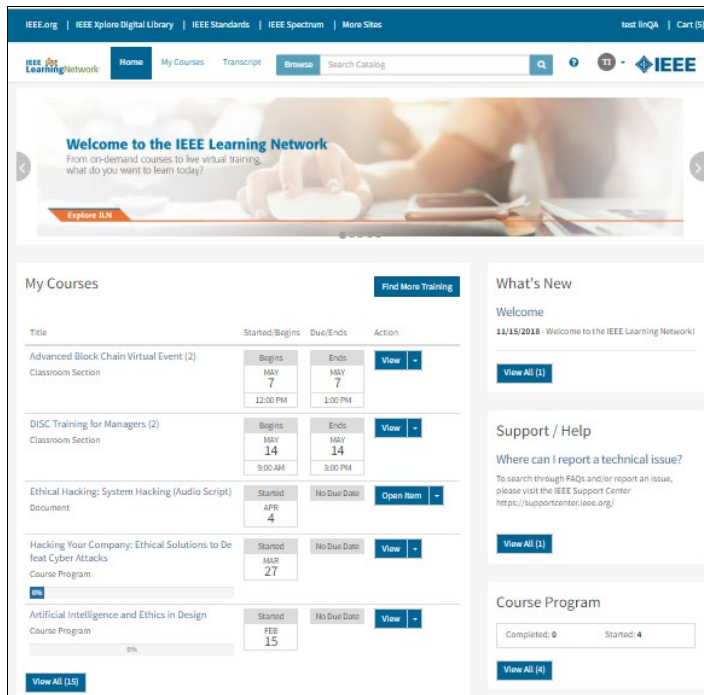 IEEE.org | IEEE Xplore Digital Library | IEEE Standards | IEEE Spectrum | More Sites
test linQA | Cart (5)
IEEE
LearningNetwork
Home
My Courses
Transcript
Browse
Search Catalog
TI
IEEE
Welcome to the IEEE Learning Network
From on-demand courses to live virtual training,
what do you want to learn today?
Explore ILN
My Courses
Find More Training
Title
Started/Begins
Due/Ends
Action
Advanced Block Chain Virtual Event (2)
Classroom Section
Begins
MAY
7
12:00 PM
Ends
MAY
7
1:00 PM
View
DISC Training for Managers (2)
Classroom Section
Begins
MAY
14
9:00 AM
Ends
MAY
14
3:00 PM
View
Ethical Hacking: System Hacking (Audio Script)
Document
Started
APR
4
No Due Date
Open Item
Hacking Your Company: Ethical Solutions to De
feat Cyber Attacks
Course Program
6%
Started
MAR
27
No Due Date
View
Artificial Intelligence and Ethics in Design
Course Program
0%
Started
FEB
15
No Due Date
View
View All (15)
What's New
Welcome
11/15/2018 - Welcome to the IEEE Learning Network!
View All (1)
Support / Help
Where can I report a technical issue?
To search through FAQs and/or report an issue,
please visit the IEEE Support Center
https://supportcenter.ieee.org/
View All (1)
Course Program
Completed: 0
Started: 4
View All (4)